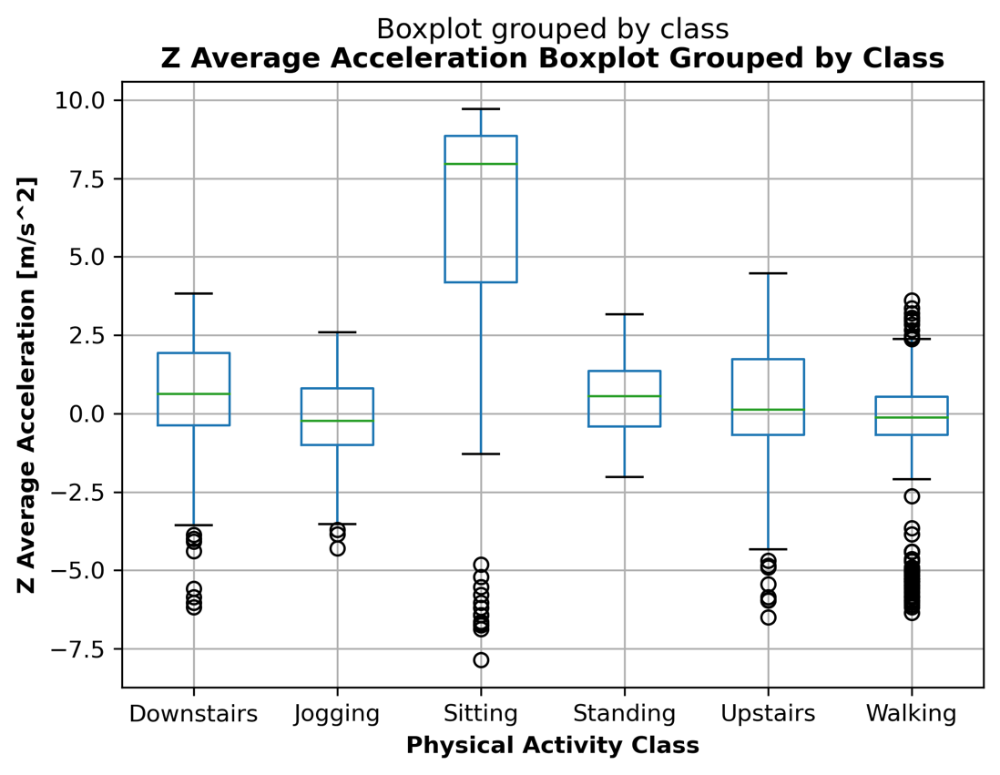 Boxplot grouped by class
Z Average Acceleration Boxplot Grouped by Class
Z Average Acceleration [m/s^2]
10.0
7.5
5.0
2.5
0.0
−2.5
−5.0
−7.5
Downstairs Jogging Sitting Standing Upstairs Walking
Physical Activity Class